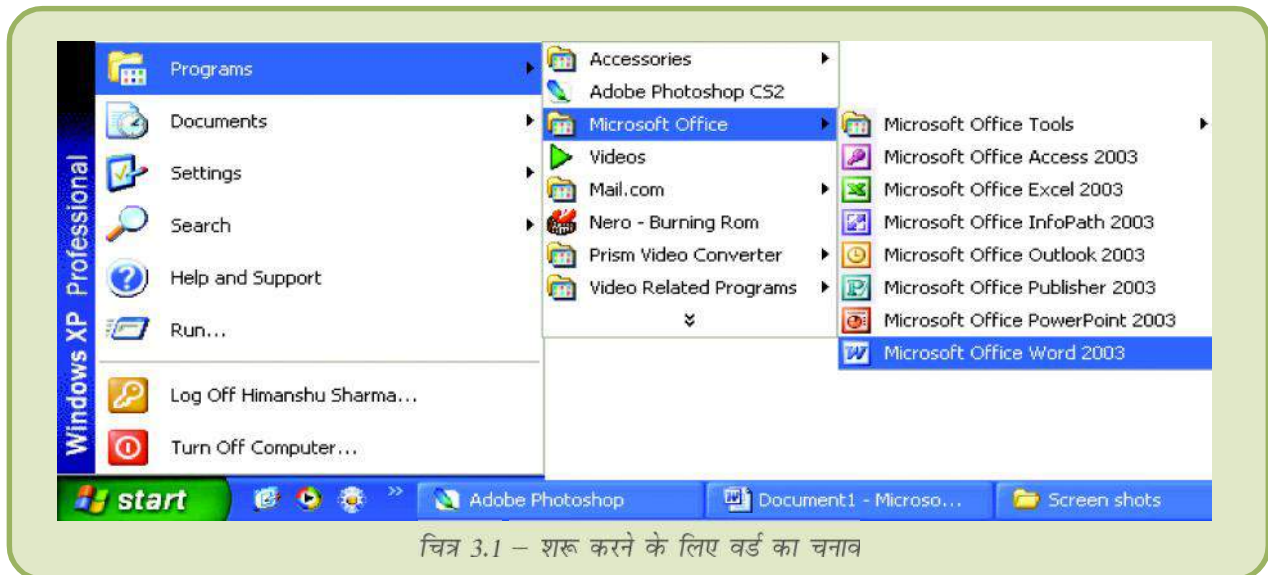 Programs
Documents
Settings
Search
Help and Support
Run...
Log Off Himanshu Sharma...
Turn Off Computer...
Windows XP Professional
Accessories
Adobe Photoshop CS2
Microsoft Office
Videos
Mail.com
Nero - Burning Rom
Prism Video Converter
Video Related Programs
Microsoft Office Tools
Microsoft Office Access 2003
Microsoft Office Excel 2003
Microsoft Office InfoPath 2003
Microsoft Office Outlook 2003
Microsoft Office Publisher 2003
Microsoft Office PowerPoint 2003
Microsoft Office Word 2003
start
Adobe Photoshop
Document1 - Microso...
Screen shots
चित्र 3.1 – शरू करने के लिए वर्ड का चनाव